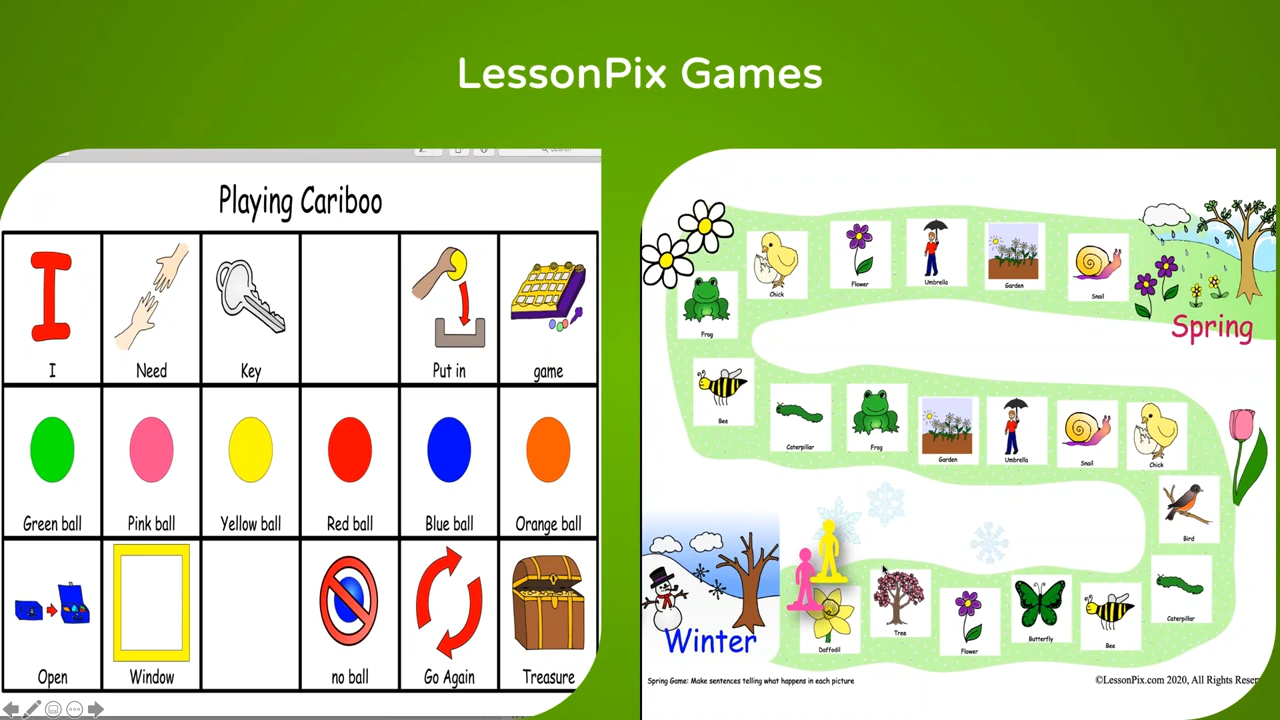 LessonPix Games
Playing Cariboo
I
Need
Key
Put in
game
Green ball
Pink ball
Yellow ball
Red ball
Blue ball
Orange ball
Open
Window
no ball
Go Again
Treasure
Spring
Chick
Flower
Umbrella
Garden
Snail
Frog
Bee
Caterpillar
Frog
Garden
Umbrella
Snail
Chick
Bird
Winter
Daffodil
Tree
Flower
Butterfly
Bee
Caterpillar
Spring Game: Make sentences telling what happens in each picture
©LessonPix.com 2020, All Rights